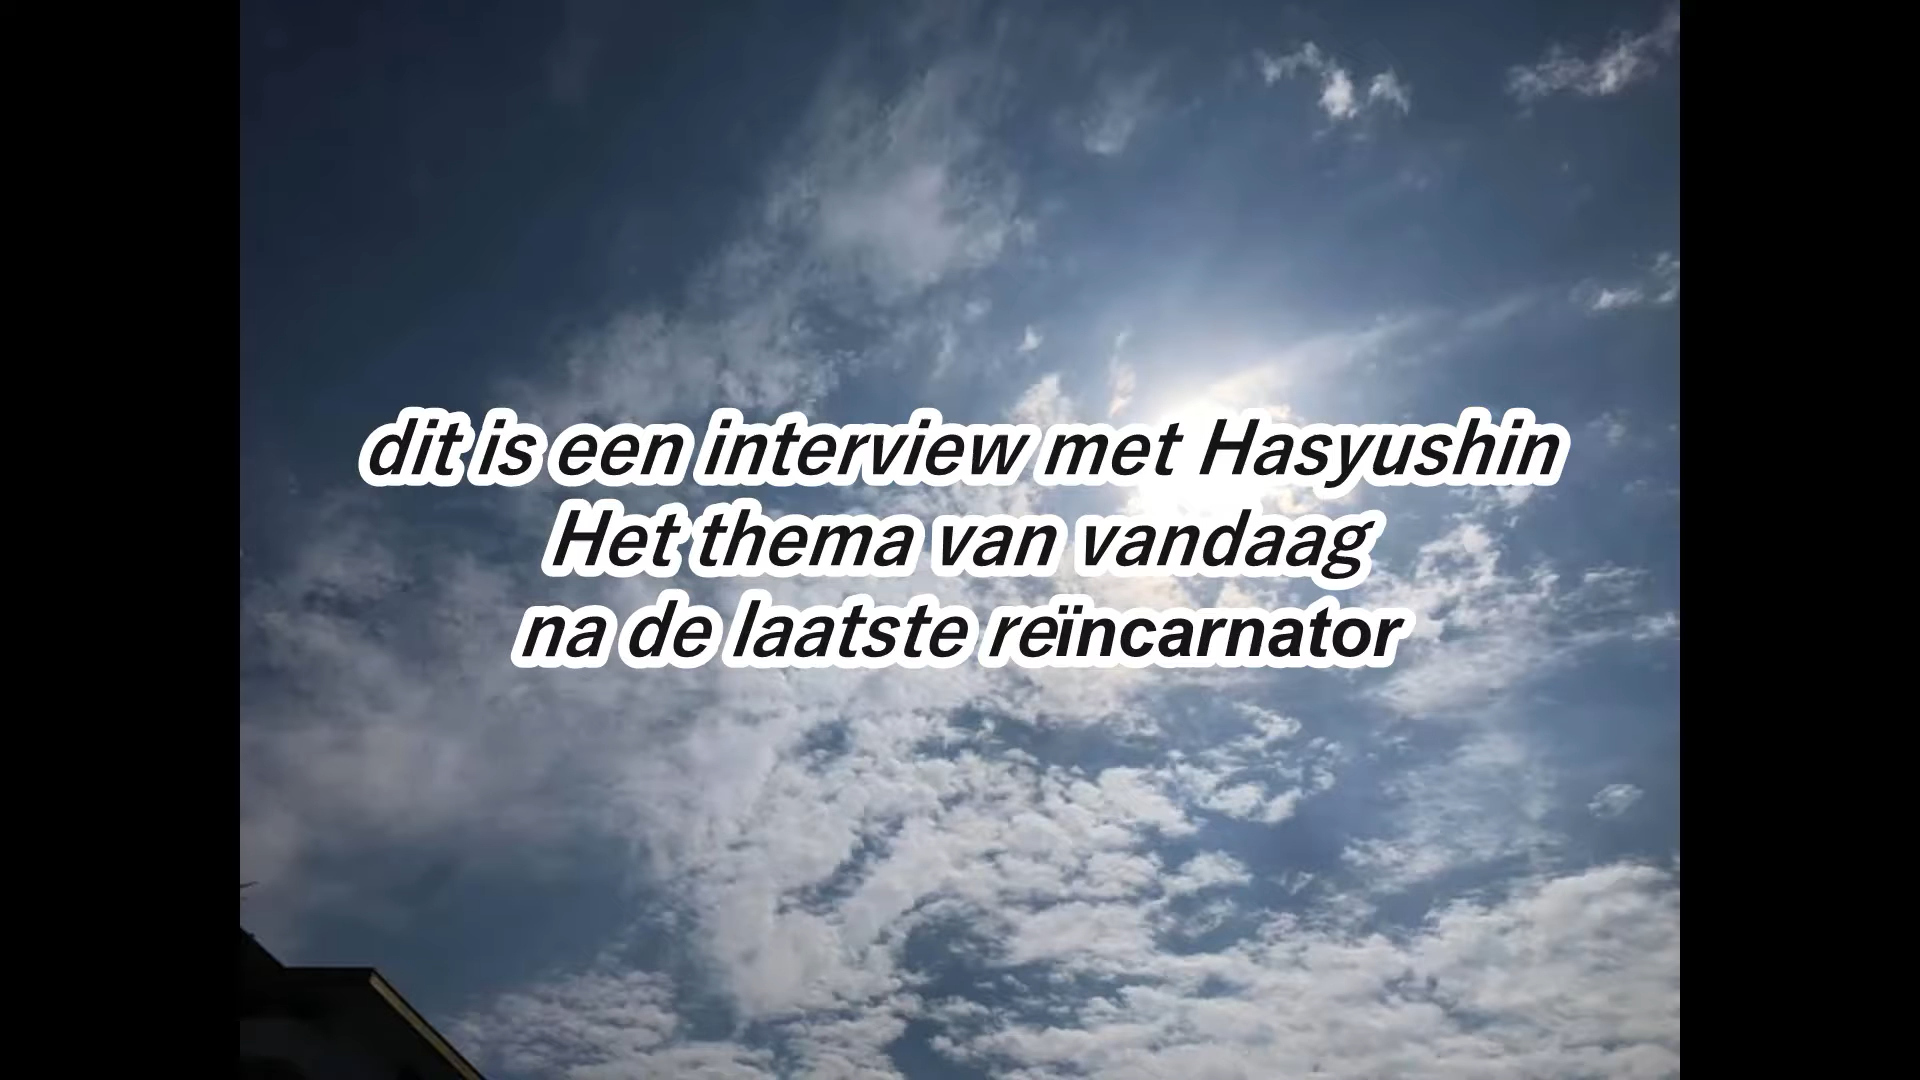 dit is een interview met Hasyushin
Het thema van vandaag
na de laatste reïncarnator